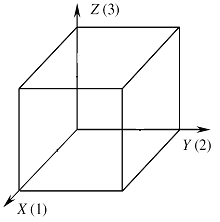 Z (3)
Y (2)
X (1)